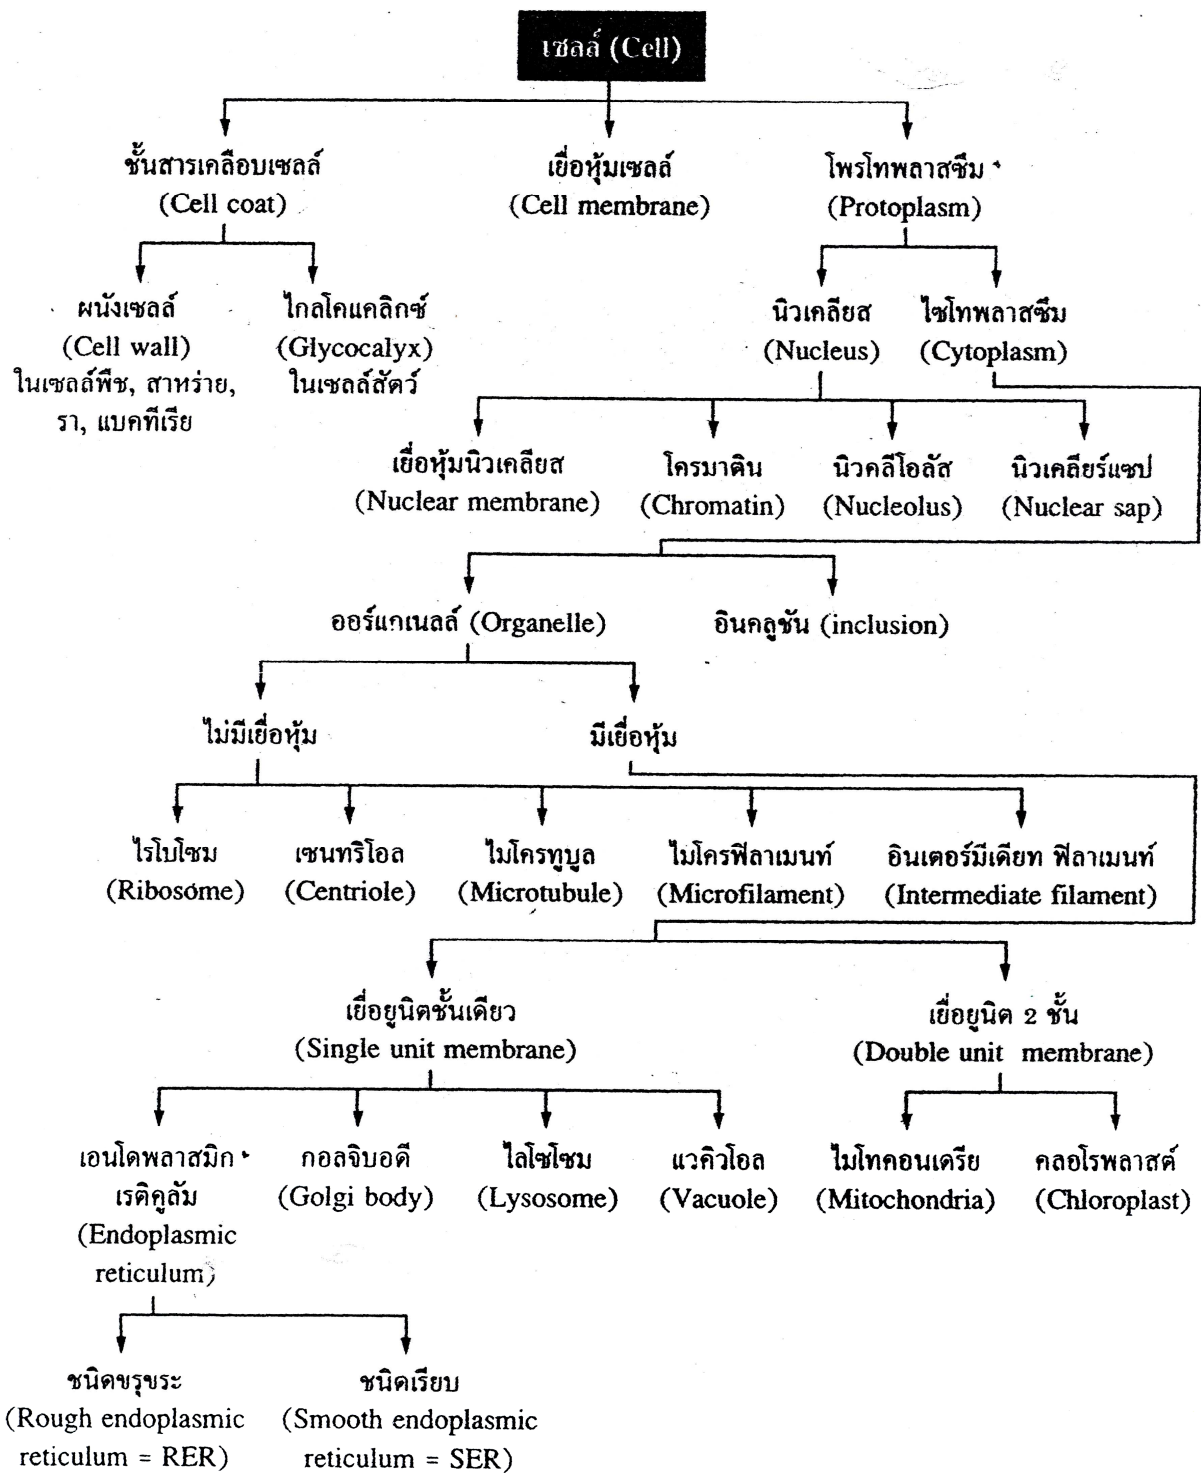 เซลล์ (Cell)
ชั้นสารเคลือบเซลล์
(Cell coat)
เยื่อหุ้มเซลล์
(Cell membrane)
โพรโทพลาสซึม
(Protoplasm)
ผนังเซลล์
(Cell wall)
ในเซลล์พืช, สาหร่าย,
รา, แบคทีเรีย
ไกลโคแคลิกซ์
(Glycocalyx)
ในเซลล์สัตว์
นิวเคลียส
(Nucleus)
ไซโทพลาสซึม
(Cytoplasm)
เยื่อหุ้มนิวเคลียส
(Nuclear membrane)
โครมาติน
(Chromatin)
นิวคลีโอลัส
(Nucleolus)
นิวเคลียร์แซป
(Nuclear sap)
ออร์แกเนลล์ (Organelle)
อินคลูชัน (inclusion)
ไม่มีเยื่อหุ้ม
มีเยื่อหุ้ม
ไรโบโซม
(Ribosome)
เซนทริโอล
(Centriole)
ไมโครทูบูล
(Microtubule)
ไมโครฟิลาเมนท์
(Microfilament)
อินเตอร์มีเดียท ฟิลาเมนท์
(Intermediate filament)
เยื่อยูนิตชั้นเดียว
(Single unit membrane)
เยื่อยูนิต 2 ชั้น
(Double unit membrane)
เอนโดพลาสมิก
เรติคูลัม
(Endoplasmic
reticulum)
กอลจิบอดี
(Golgi body)
ไลโซโซม
(Lysosome)
แวคิวโอล
(Vacuole)
ไมโทคอนเดรีย
(Mitochondria)
คลอโรพลาสต์
(Chloroplast)
ชนิดขรุขระ
(Rough endoplasmic
reticulum = RER)
ชนิดเรียบ
(Smooth endoplasmic
reticulum = SER)